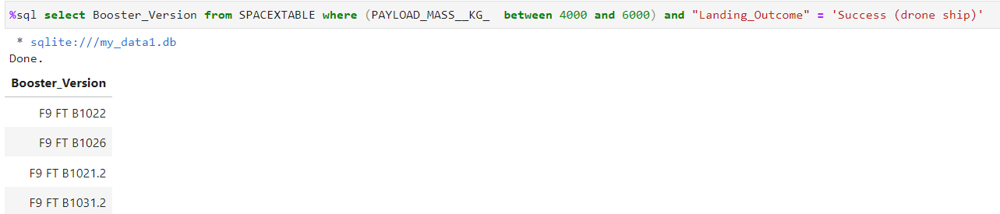 %sql select Booster_Version from SPACEXTABLE where (PAYLOAD_MASS__KG_  between 4000 and 6000) and "Landing_Outcome" = 'Success (drone ship)'
* sqlite:///my_data1.db
Done.
Booster_Version
F9 FT B1022
F9 FT B1026
F9 FT B1021.2
F9 FT B1031.2